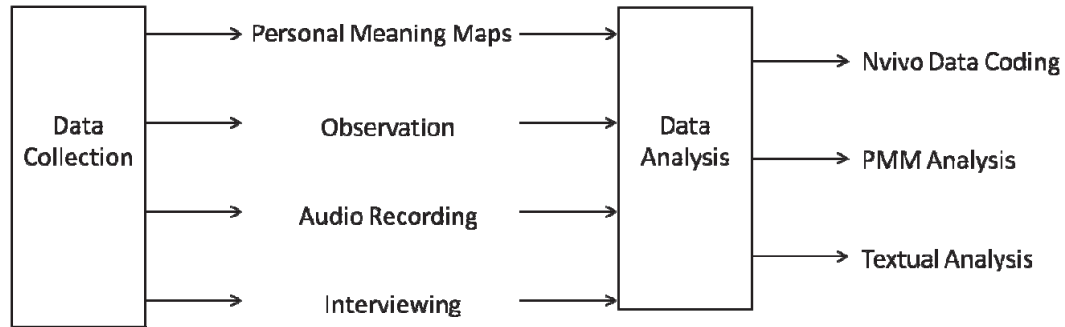 Data
Collection
Personal Meaning Maps
Observation
Audio Recording
Interviewing
Data
Analysis
Nvivo Data Coding
PMM Analysis
Textual Analysis